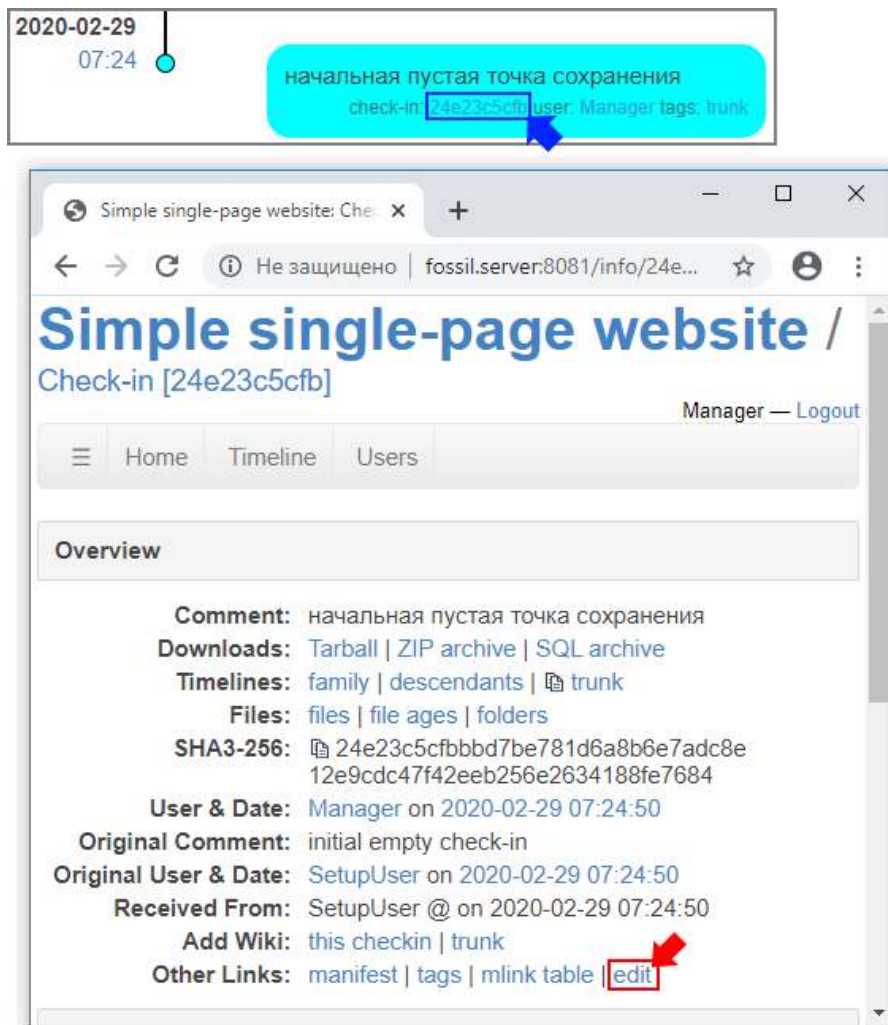 2020-02-29
07:24
начальная пустая точка сохранения
check-in: 24e23c5cfb user: Manager tags: trunk
Simple single-page website: Che
Не защищено | fossil.server:8081/info/24e...
Simple single-page website /
Check-in [24e23c5cfb]
Manager — Logout
☰ Home Timeline Users
Overview
Comment: начальная пустая точка сохранения
Downloads: Tarball | ZIP archive | SQL archive
Timelines: family | descendants | trunk
Files: files | file ages | folders
SHA3-256: 24e23c5cfbbbd7be781d6a8b6e7adc8e
12e9cdc47f42eeb256e2634188fe7684
User & Date: Manager on 2020-02-29 07:24:50
Original Comment: initial empty check-in
Original User & Date: SetupUser on 2020-02-29 07:24:50
Received From: SetupUser @ on 2020-02-29 07:24:50
Add Wiki: this checkin | trunk
Other Links: manifest | tags | mlink table | edit